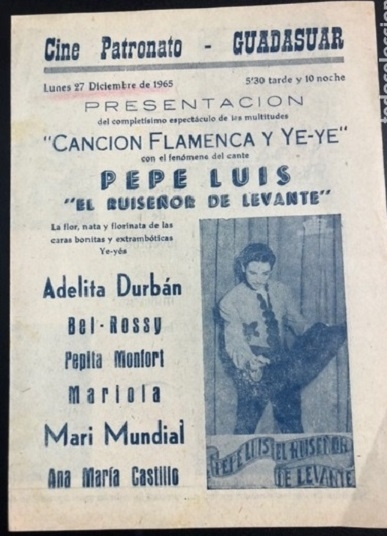 Cine Patronato - GUADASUAR
Lunes 27 Diciembre de 1965 5'30 tarde y 10 noche
PRESENTACION
del completísimo espectáculo de las multitudes
"CANCION FLAMENCA Y YE-YE"
con el fenómeno del cante
PEPE LUIS
"EL RUISEÑOR DE LEVANTE"
La flor, nata y florinata de las
caras bonitas y extrambóticas
Ye-yés
Adelita Durbán
Bel-Rossy
Pepita Monfort
Mariola
Mari Mundial
Ana María Castillo
PEPE LUIS EL RUISEÑOR
DE LEVANTE
todocoleccion